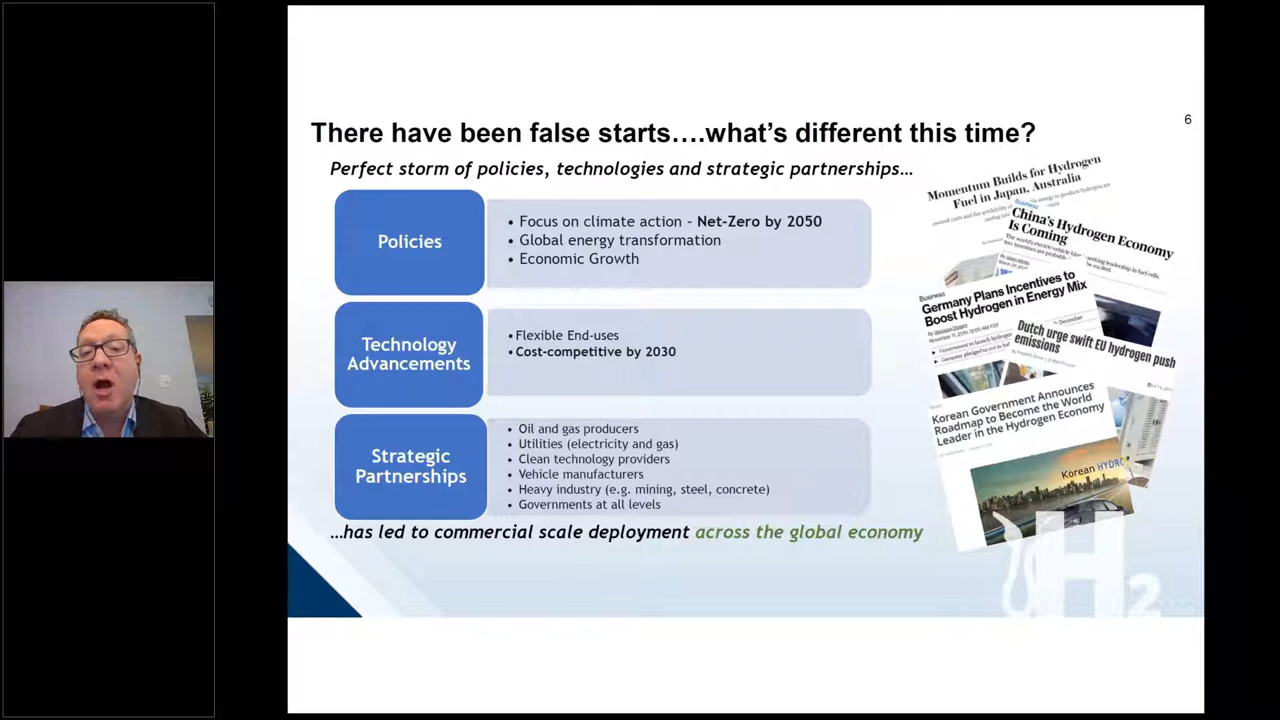 6
There have been false starts….what's different this time?
Perfect storm of policies, technologies and strategic partnerships…
Policies
• Focus on climate action – Net-Zero by 2050
• Global energy transformation
• Economic Growth
Technology
Advancements
• Flexible End-uses
• Cost-competitive by 2030
Strategic
Partnerships
• Oil and gas producers
• Utilities (electricity and gas)
• Clean technology providers
• Vehicle manufacturers
• Heavy industry (e.g. mining, steel, concrete)
• Governments at all levels
…has led to commercial scale deployment across the global economy
Momentum Builds for Hydrogen
Fuel in Japan, Australia
Business
China's Hydrogen Economy
Is Coming
Business
Germany Plans Incentives to
Boost Hydrogen in Energy Mix
Dutch urge swift EU hydrogen push
emissions
Korean Government Announces
Roadmap to Become the World
Leader in the Hydrogen Economy
Korean HYDR
H2